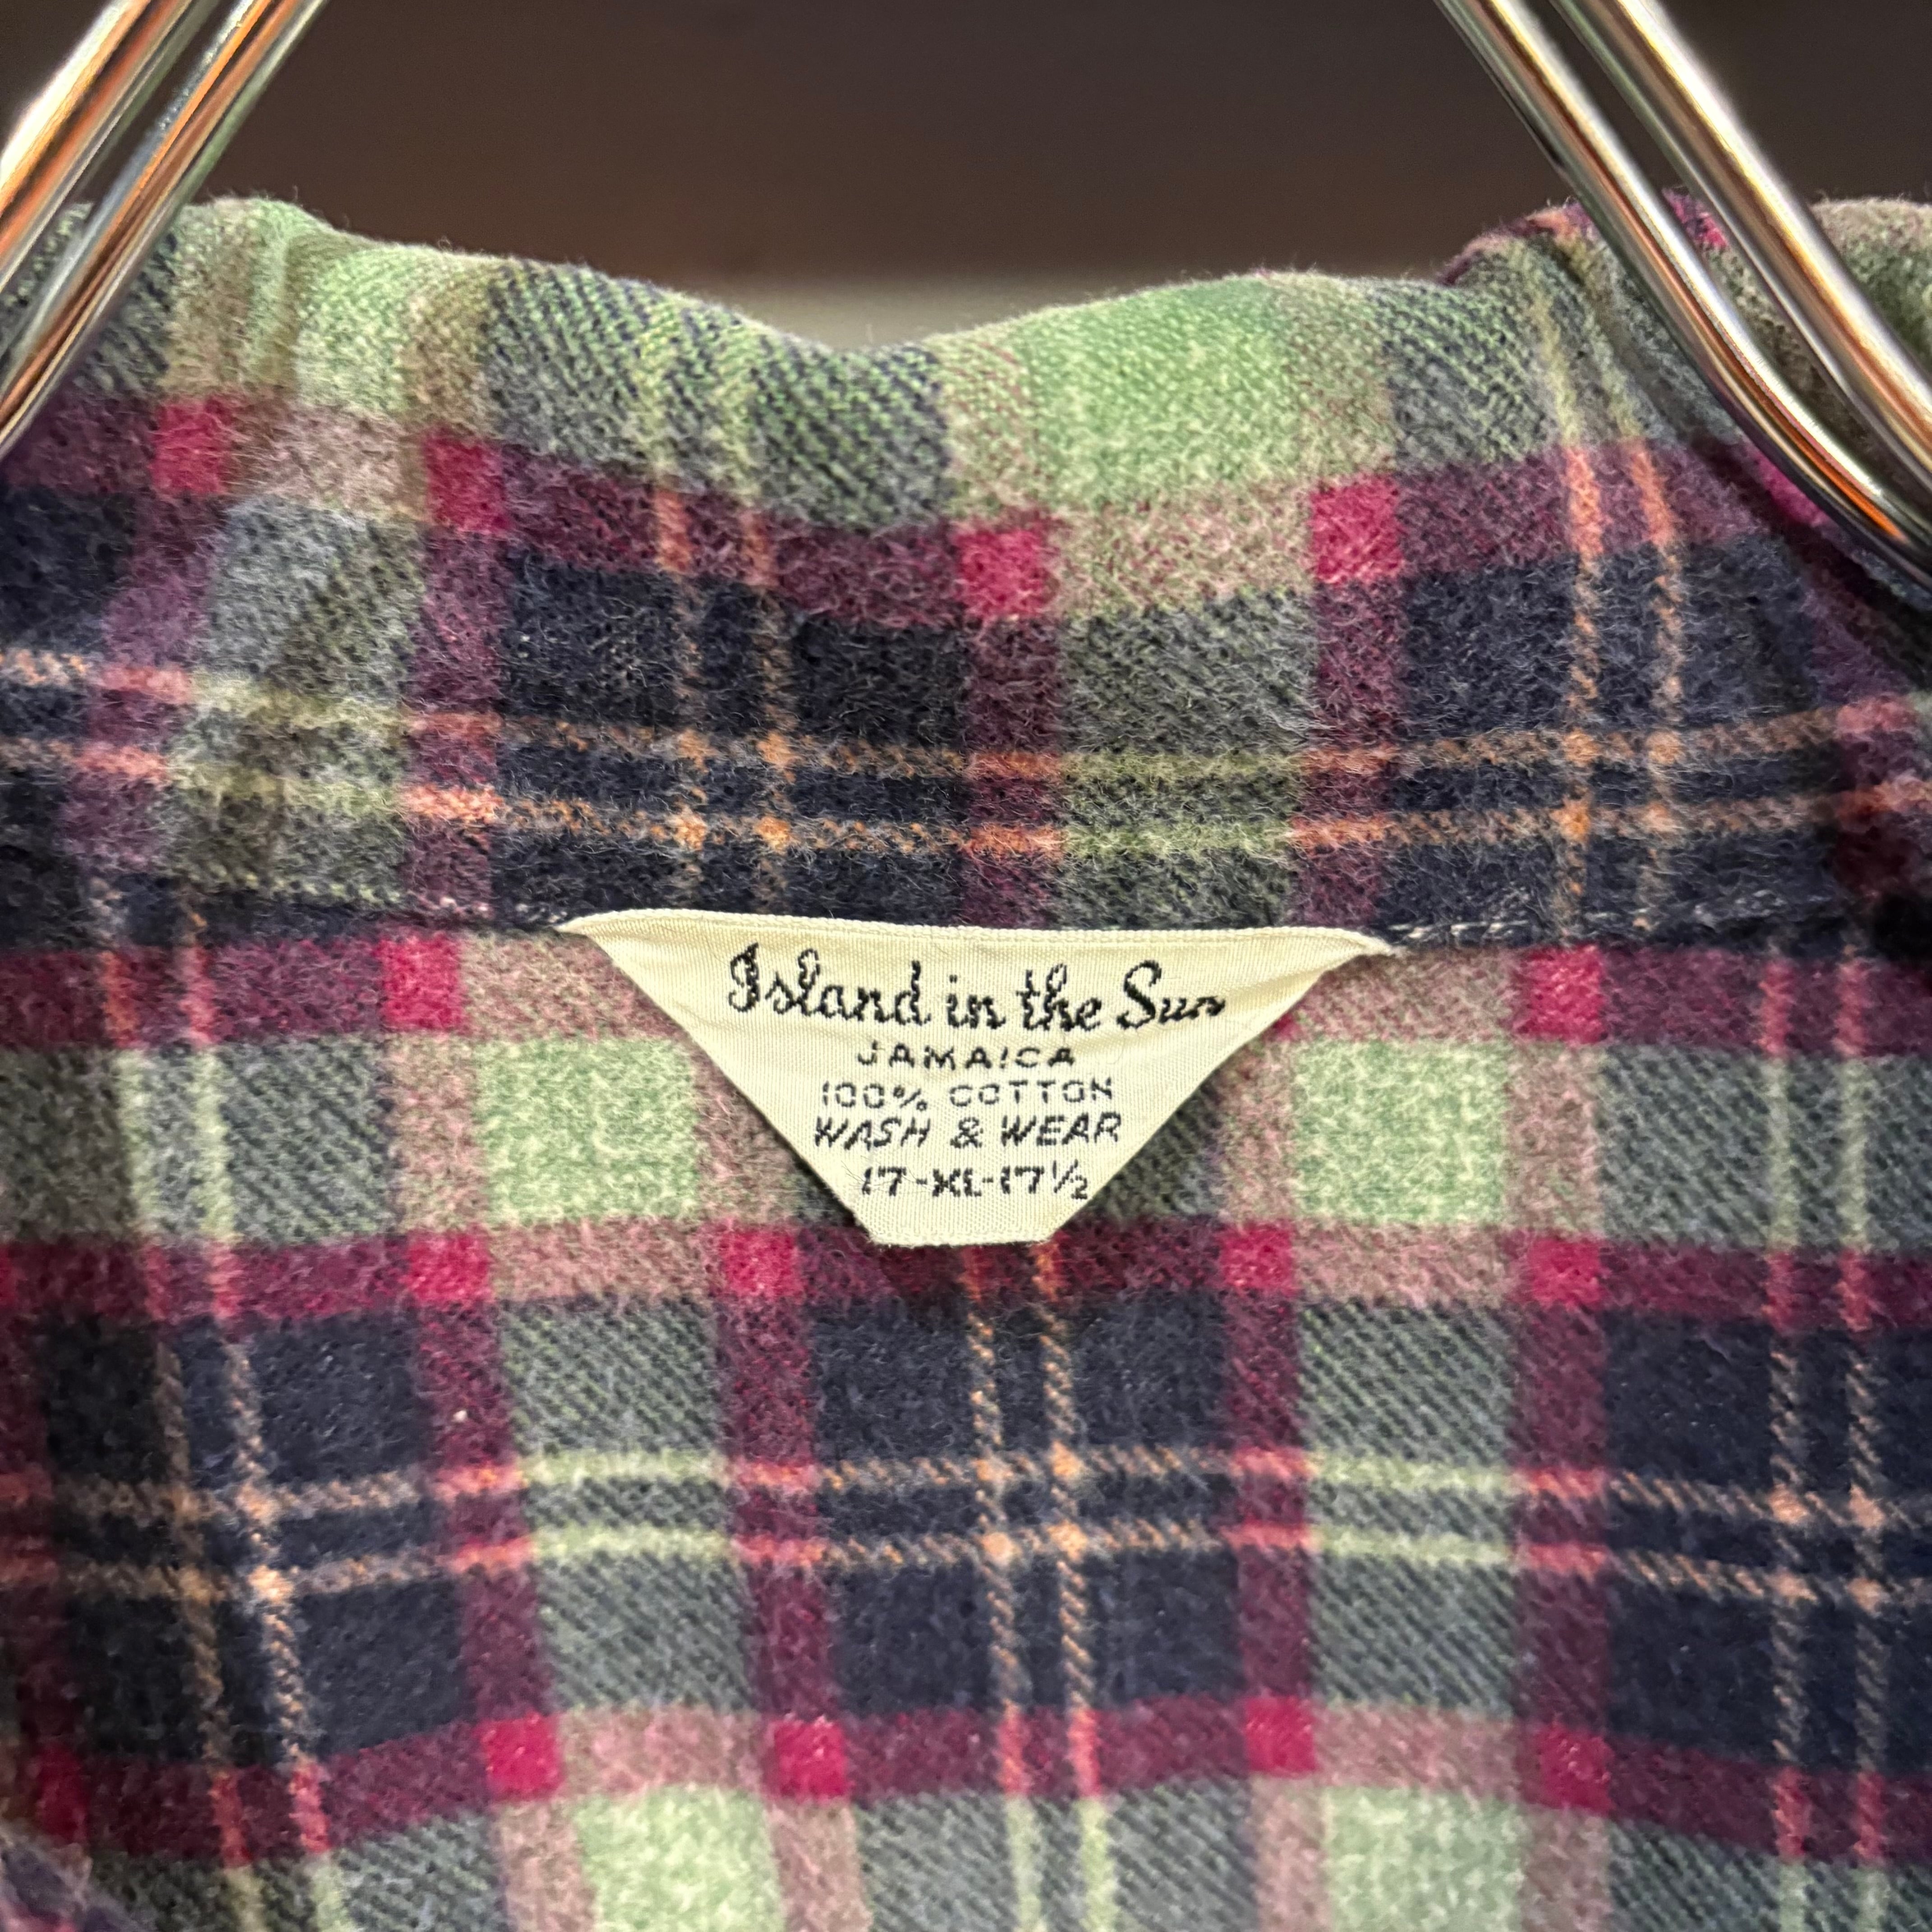 Island in the Sun
JAMAICA
100% COTTON
WASH & WEAR
17-XL-17½